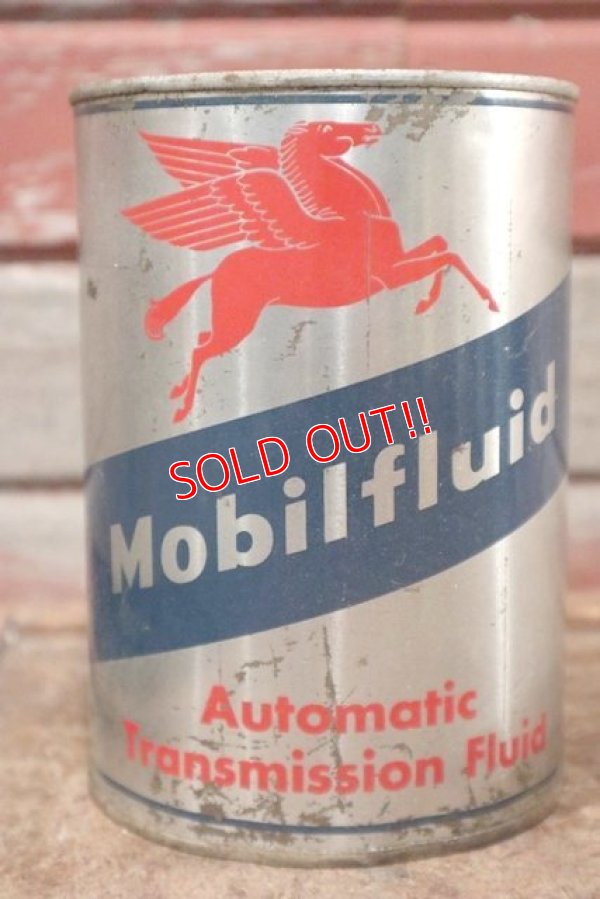 SOLD OUT!!
Mobilfluid
Automatic
Transmission Fluid